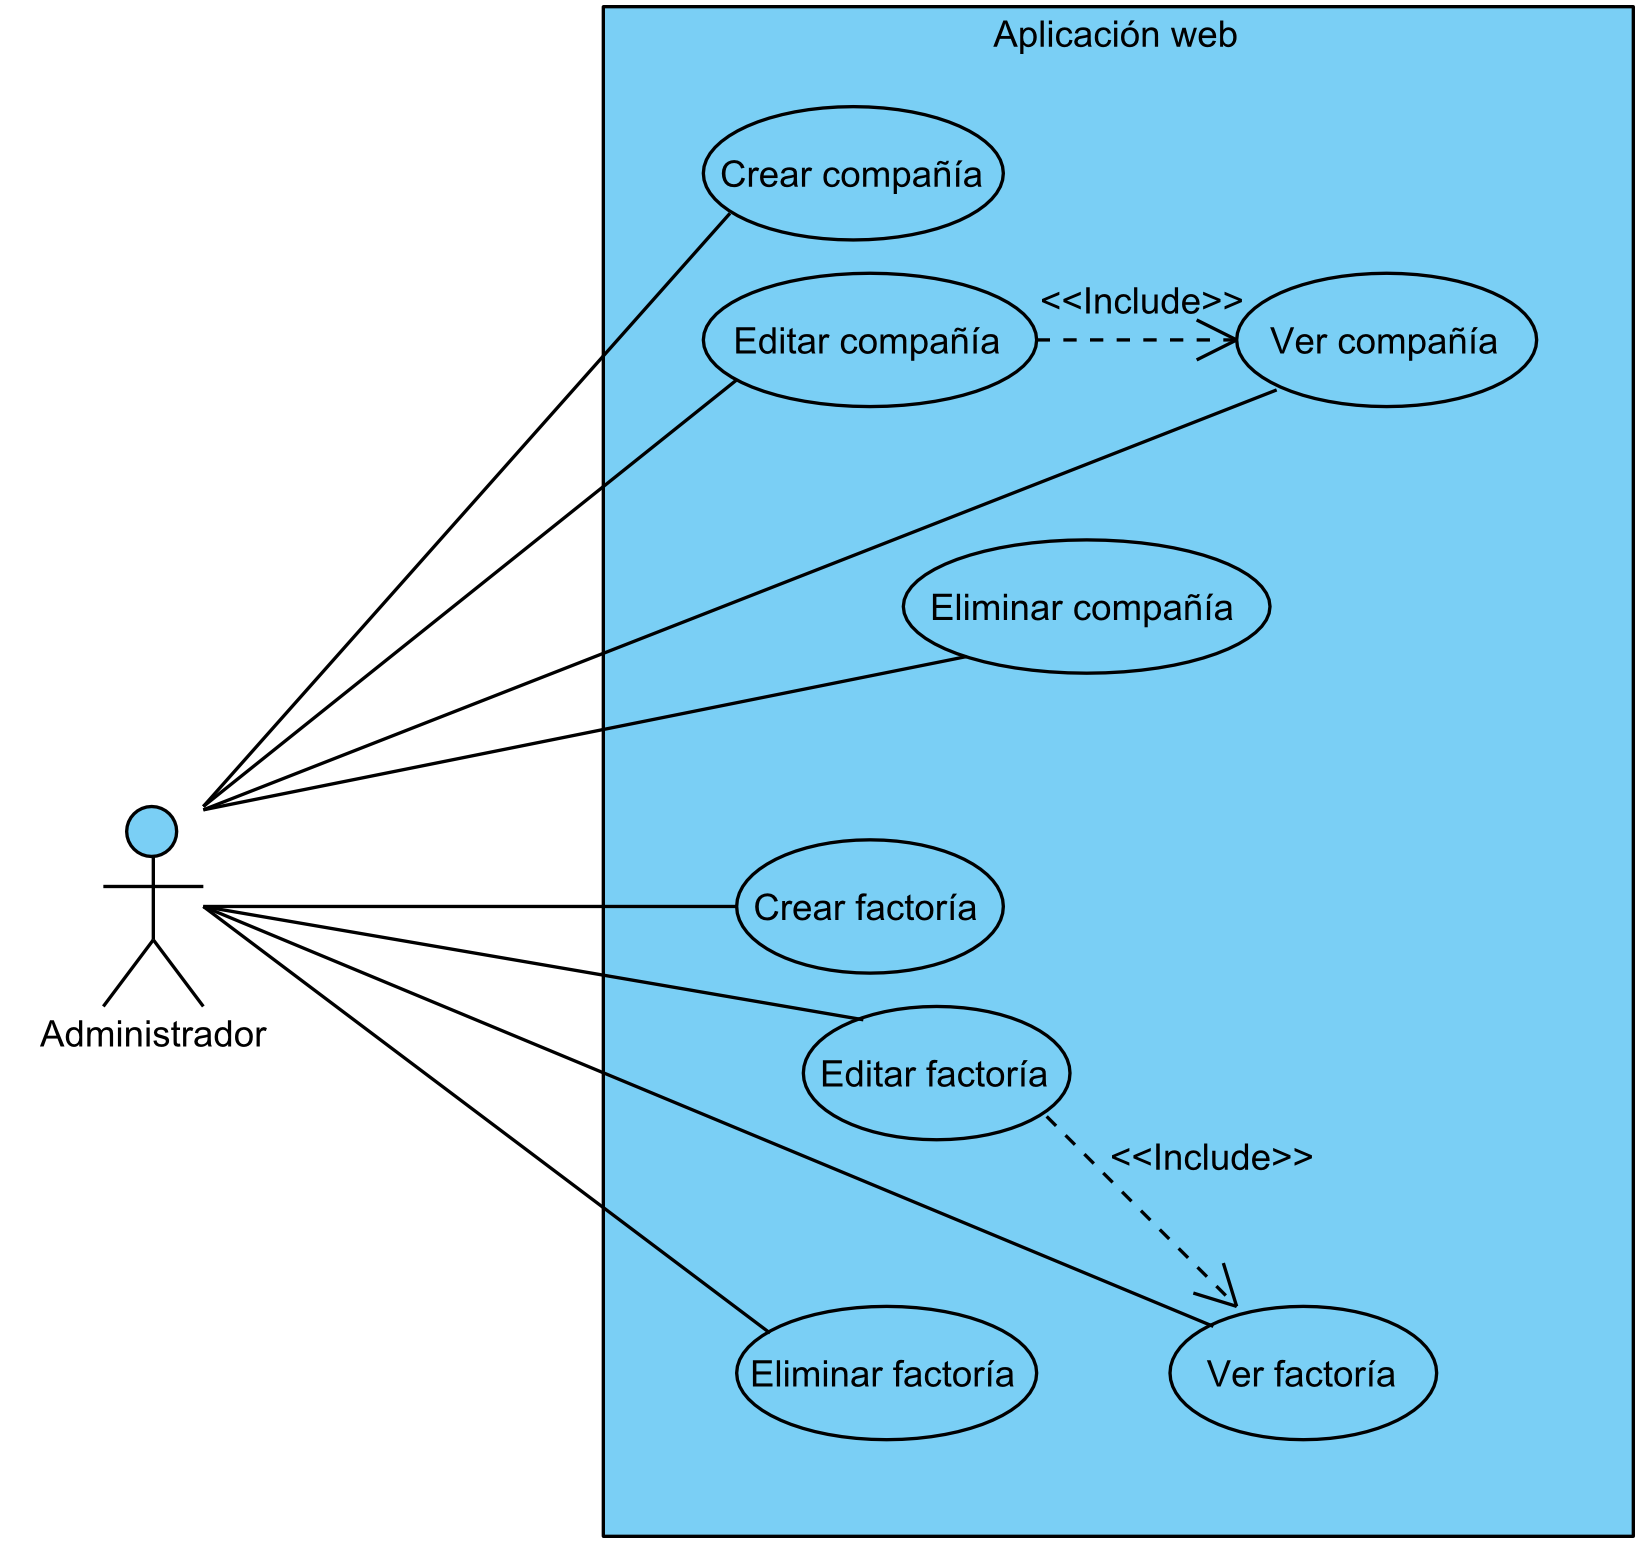 Aplicación web
Crear compañía
<<Include>>
Editar compañía
Ver compañía
Eliminar compañía
Crear factoría
Administrador
Editar factoría
<<Include>>
Eliminar factoría
Ver factoría